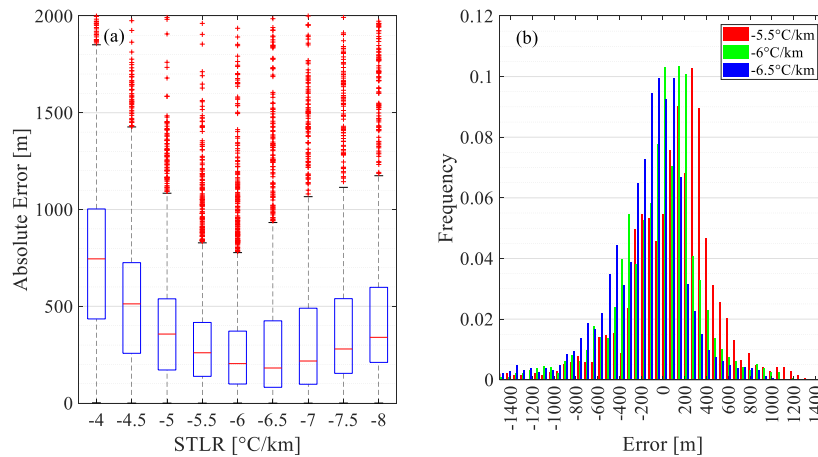 (a)
Absolute Error [m]
2000
1500
1000
500
0
-4 -4.5 -5 -5.5 -6 -6.5 -7 -7.5 -8
STLR [°C/km]
(b)
-5.5°C/km
-6°C/km
-6.5°C/km
Frequency
0.12
0.1
0.08
0.06
0.04
0.02
0
-1400 -1200 -1000 -800 -600 -400 -200 0 200 400 600 800 1000 1200 1400
Error [m]